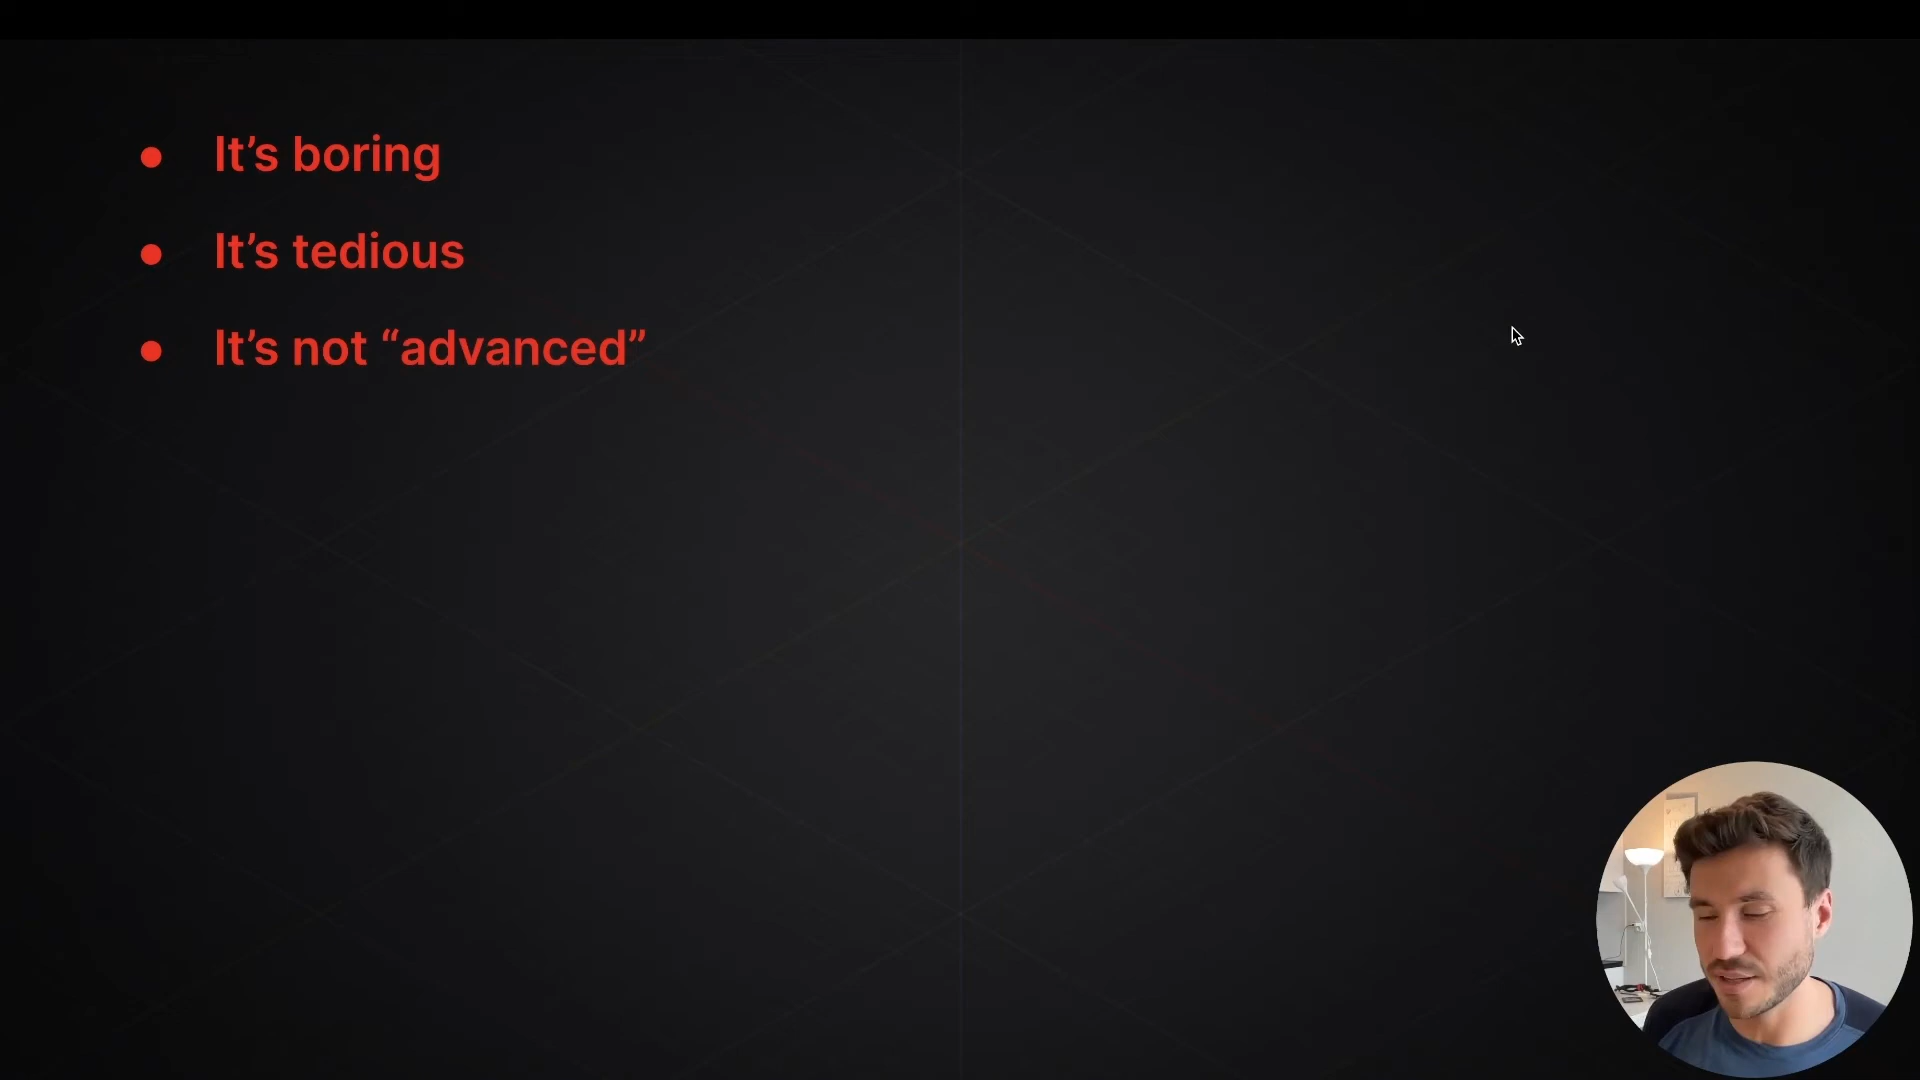 • It’s boring
• It’s tedious
• It’s not “advanced”